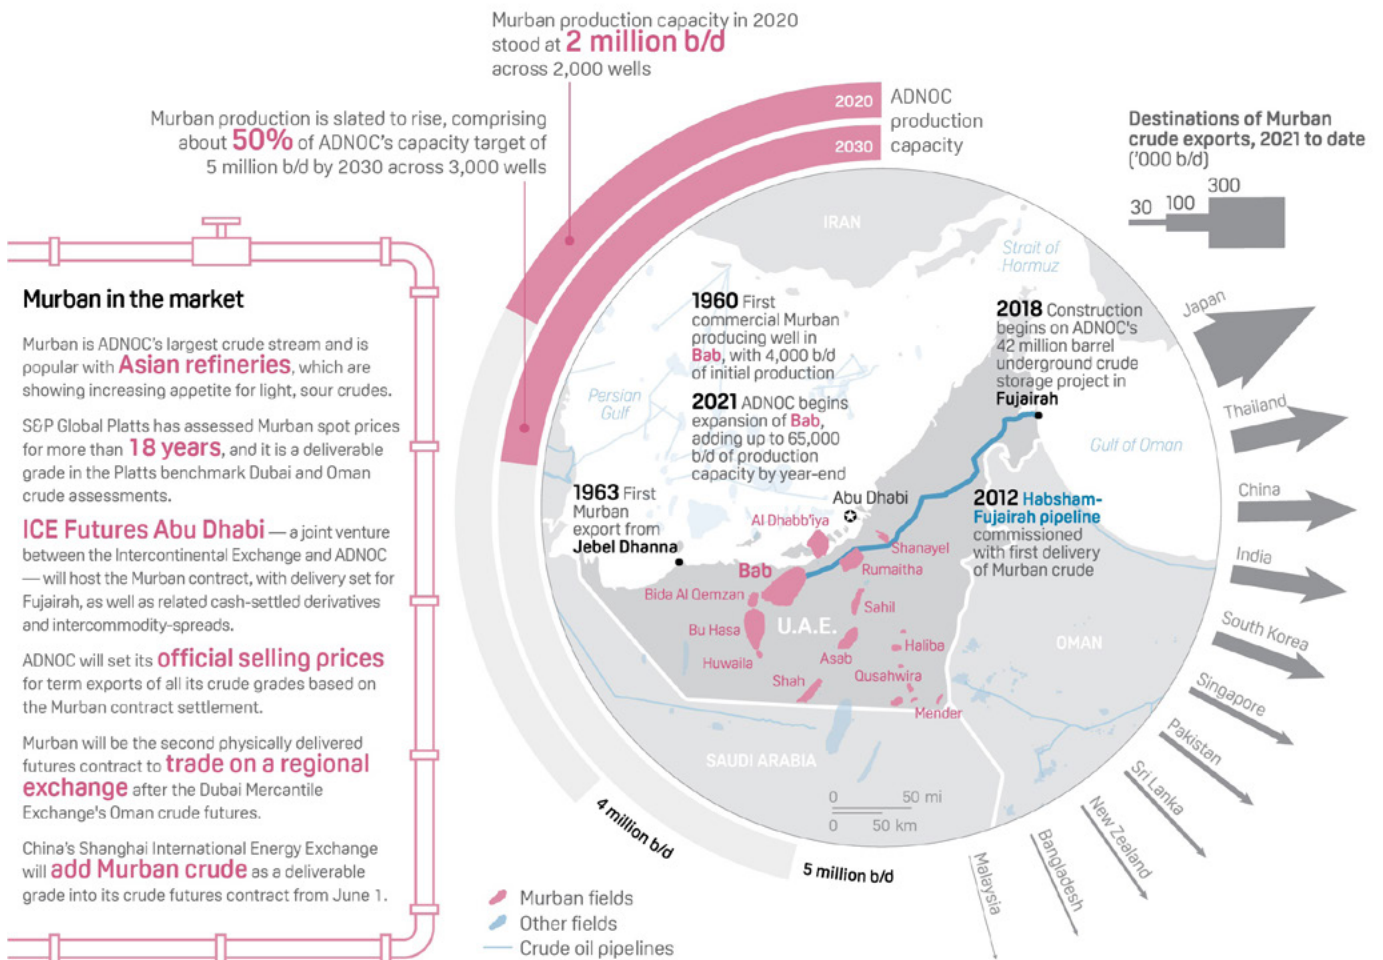 Murban production capacity in 2020
stood at 2 million b/d
across 2,000 wells
Murban production is slated to rise, comprising
about 50% of ADNOC's capacity target of
5 million b/d by 2030 across 3,000 wells
2020
2030
ADNOC
production
capacity
4 million b/d
5 million b/d
Destinations of Murban
crude exports, 2021 to date
('000 b/d)
30
100
300
Japan
Thailand
China
India
South Korea
Singapore
Pakistan
Sri Lanka
New Zealand
Bangladesh
Malaysia
Murban in the market
Murban is ADNOC's largest crude stream and is
popular with Asian refineries, which are
showing increasing appetite for light, sour crudes.
S&P Global Platts has assessed Murban spot prices
for more than 18 years, and it is a deliverable
grade in the Platts benchmark Dubai and Oman
crude assessments.
ICE Futures Abu Dhabi — a joint venture
between the Intercontinental Exchange and ADNOC
— will host the Murban contract, with delivery set for
Fujairah, as well as related cash-settled derivatives
and intercommodity-spreads.
ADNOC will set its official selling prices
for term exports of all its crude grades based on
the Murban contract settlement.
Murban will be the second physically delivered
futures contract to trade on a regional
exchange after the Dubai Mercantile
Exchange's Oman crude futures.
China's Shanghai International Energy Exchange
will add Murban crude as a deliverable
grade into its crude futures contract from June 1.
IRAN
Strait of
Hormuz
Persian
Gulf
Gulf of Oman
1960 First
commercial Murban
producing well in
Bab, with 4,000 b/d
of initial production
2021 ADNOC begins
expansion of Bab,
adding up to 65,000
b/d of production
capacity by year-end
2018 Construction
begins on ADNOC's
42 million barrel
underground crude
storage project in
Fujairah
1963 First
Murban
export from
Jebel Dhanna
2012 Habsham-
Fujairah pipeline
commissioned
with first delivery
of Murban crude
Abu Dhabi
Al Dhabb'iya
Shanayel
Rumaitha
Bab
Bida Al Qemzan
Sahil
Bu Hasa
U.A.E.
Haliba
Huwaila
Asab
Qusahwira
Shah
Mender
OMAN
SAUDI ARABIA
0 50 mi
0 50 km
Murban fields
Other fields
Crude oil pipelines